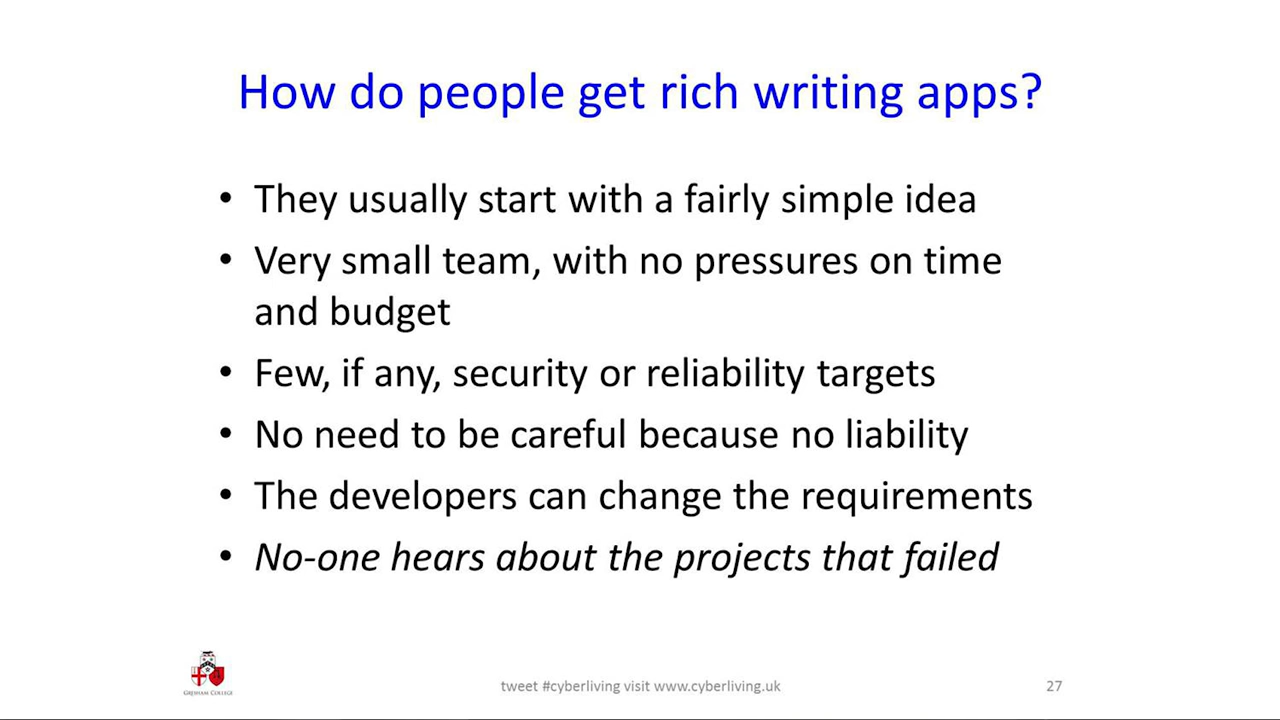 How do people get rich writing apps?
• They usually start with a fairly simple idea
• Very small team, with no pressures on time
and budget
• Few, if any, security or reliability targets
• No need to be careful because no liability
• The developers can change the requirements
• No-one hears about the projects that failed
GRESHAM COLLEGE
tweet #cyberliving visit www.cyberliving.uk
27